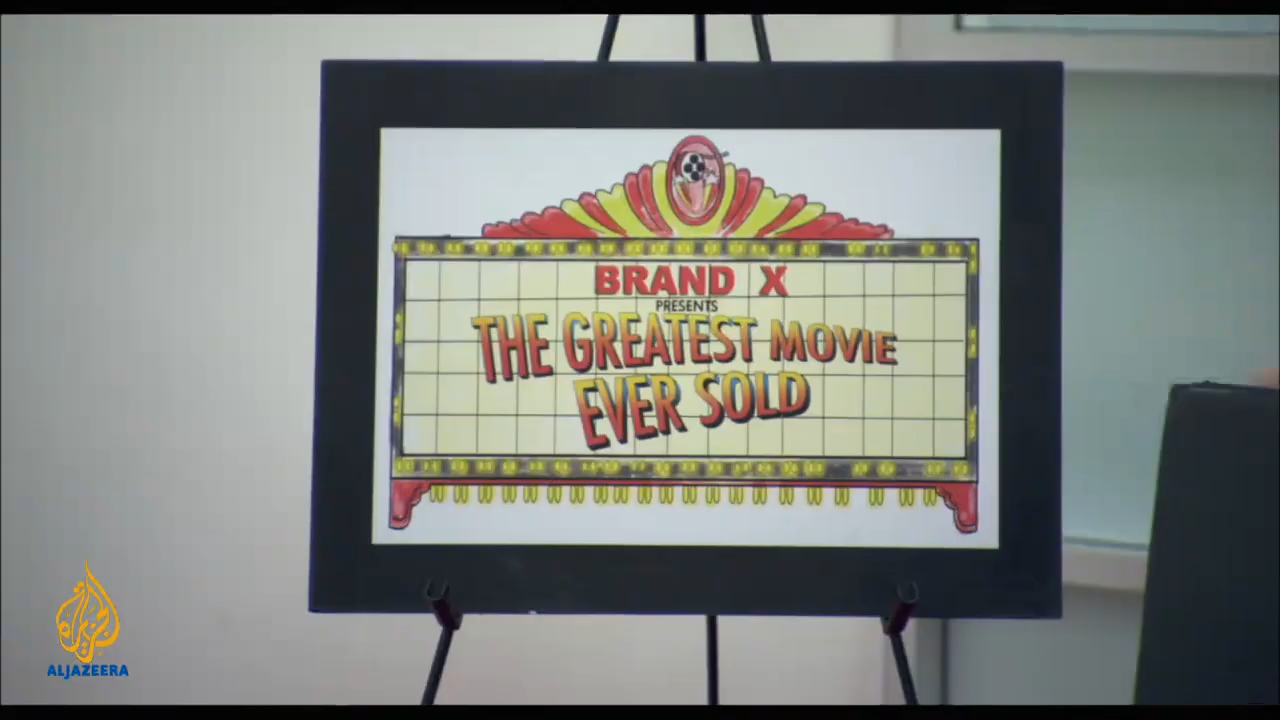 BRAND X
PRESENTS
THE GREATEST MOVIE
EVER SOLD
ALJAZEERA